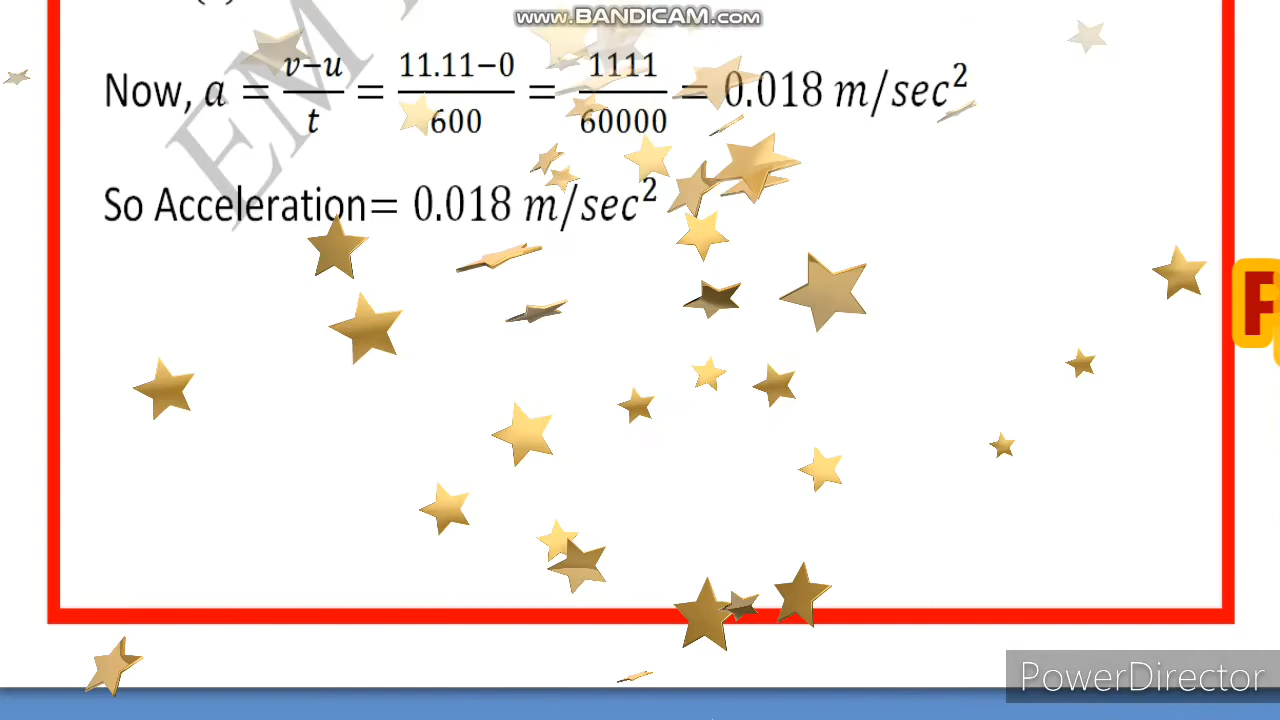 www.BANDICAM.com
Now, a = v−u/t = 11.11−0/600 = 1111/60000 = 0.018 m/sec²
So Acceleration= 0.018 m/sec²
PowerDirector